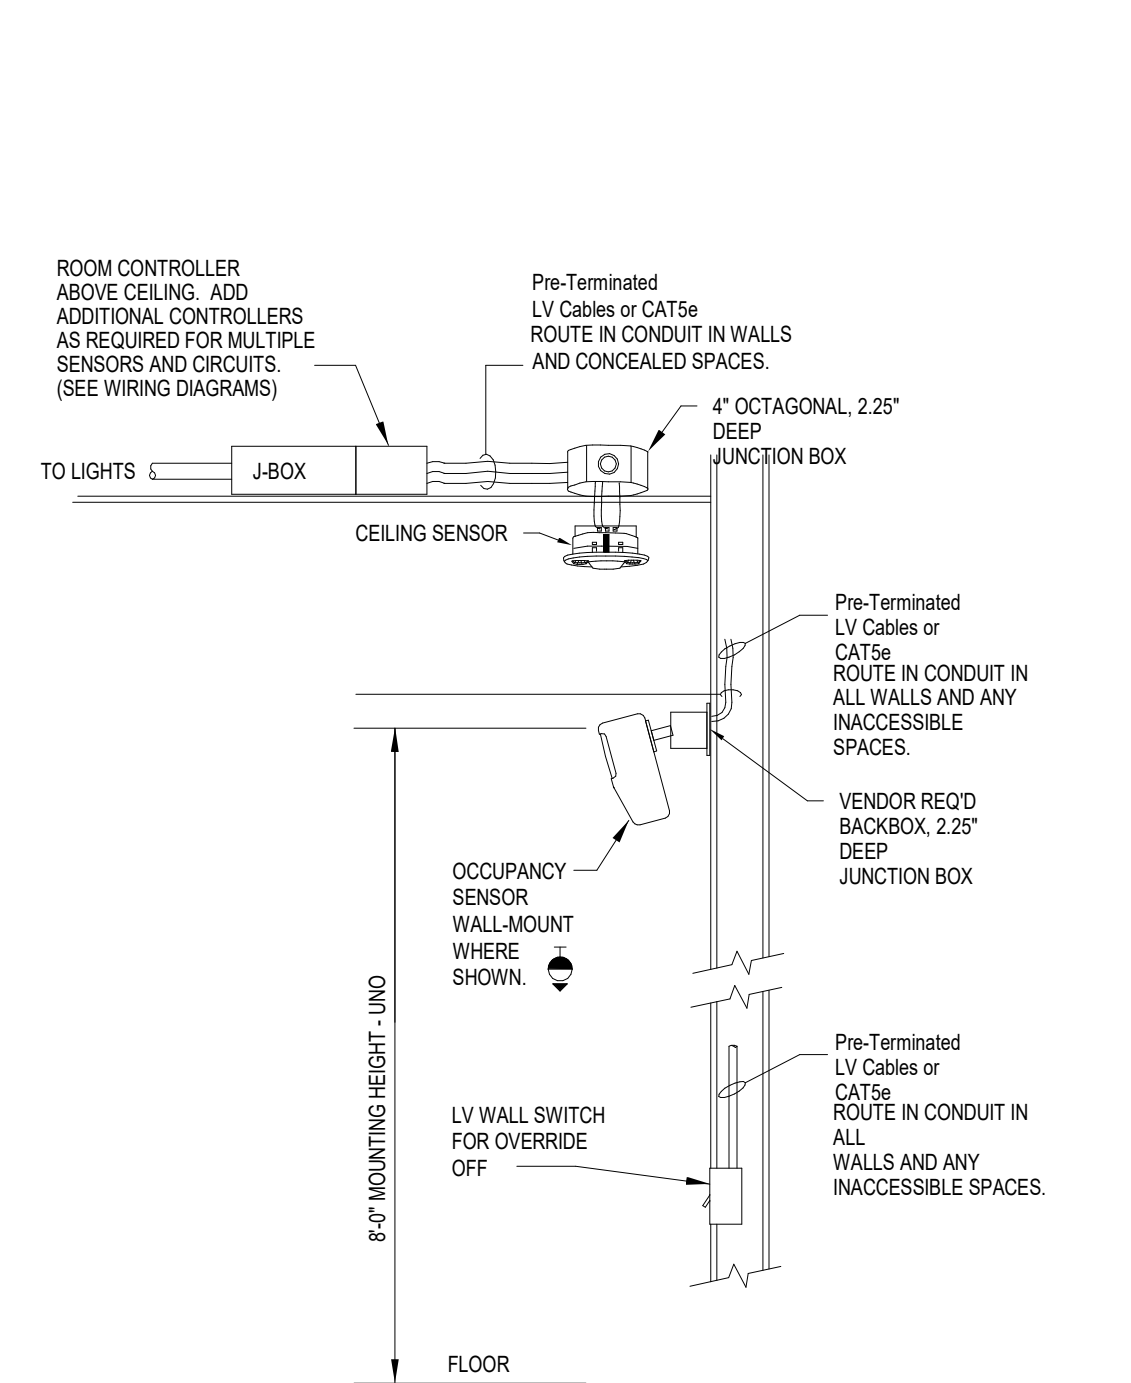 ROOM CONTROLLER
ABOVE CEILING.  ADD
ADDITIONAL CONTROLLERS
AS REQUIRED FOR MULTIPLE
SENSORS AND CIRCUITS.
(SEE WIRING DIAGRAMS)
Pre-Terminated
LV Cables or CAT5e
ROUTE IN CONDUIT IN WALLS
AND CONCEALED SPACES.
4" OCTAGONAL, 2.25"
DEEP
JUNCTION BOX
TO LIGHTS
J-BOX
CEILING SENSOR
Pre-Terminated
LV Cables or
CAT5e
ROUTE IN CONDUIT IN
ALL WALLS AND ANY
INACCESSIBLE
SPACES.
VENDOR REQ'D
BACKBOX, 2.25"
DEEP
JUNCTION BOX
OCCUPANCY
SENSOR
WALL-MOUNT
WHERE
SHOWN.
8'-0" MOUNTING HEIGHT - UNO
Pre-Terminated
LV Cables or
CAT5e
ROUTE IN CONDUIT IN
ALL
WALLS AND ANY
INACCESSIBLE SPACES.
LV WALL SWITCH
FOR OVERRIDE
OFF
FLOOR